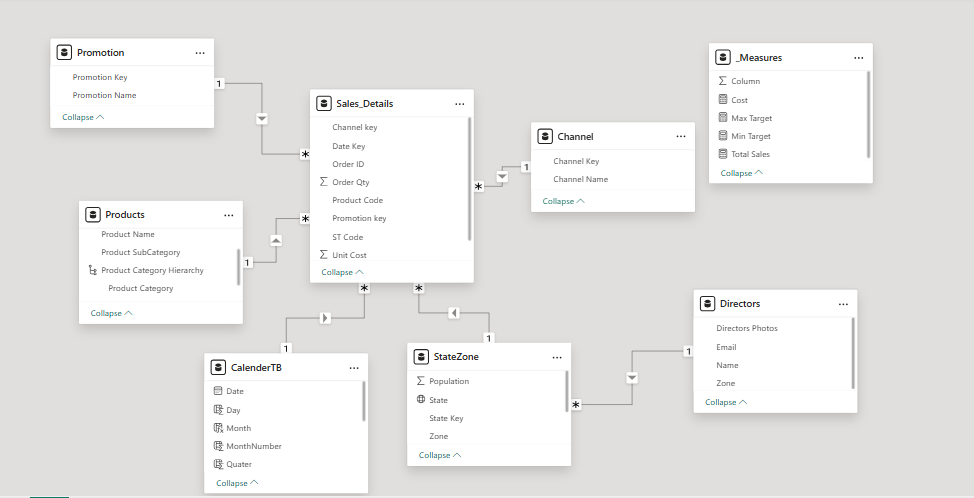 Promotion
Promotion Key
Promotion Name
Collapse
1
*
Sales_Details
Channel key
Date Key
Order ID
Order Qty
Product Code
Promotion key
ST Code
Unit Cost
Collapse
_Measures
Column
Cost
Max Target
Min Target
Total Sales
Collapse
Channel
Channel Key
Channel Name
Collapse
1
*
Products
Product Name
Product SubCategory
Product Category Hierarchy
Product Category
Collapse
1
*
*
*
1
1
CalenderTB
Date
Day
Month
MonthNumber
Quater
Collapse
StateZone
Population
State
State Key
Zone
Collapse
*
1
Directors
Directors Photos
Email
Name
Zone
Collapse